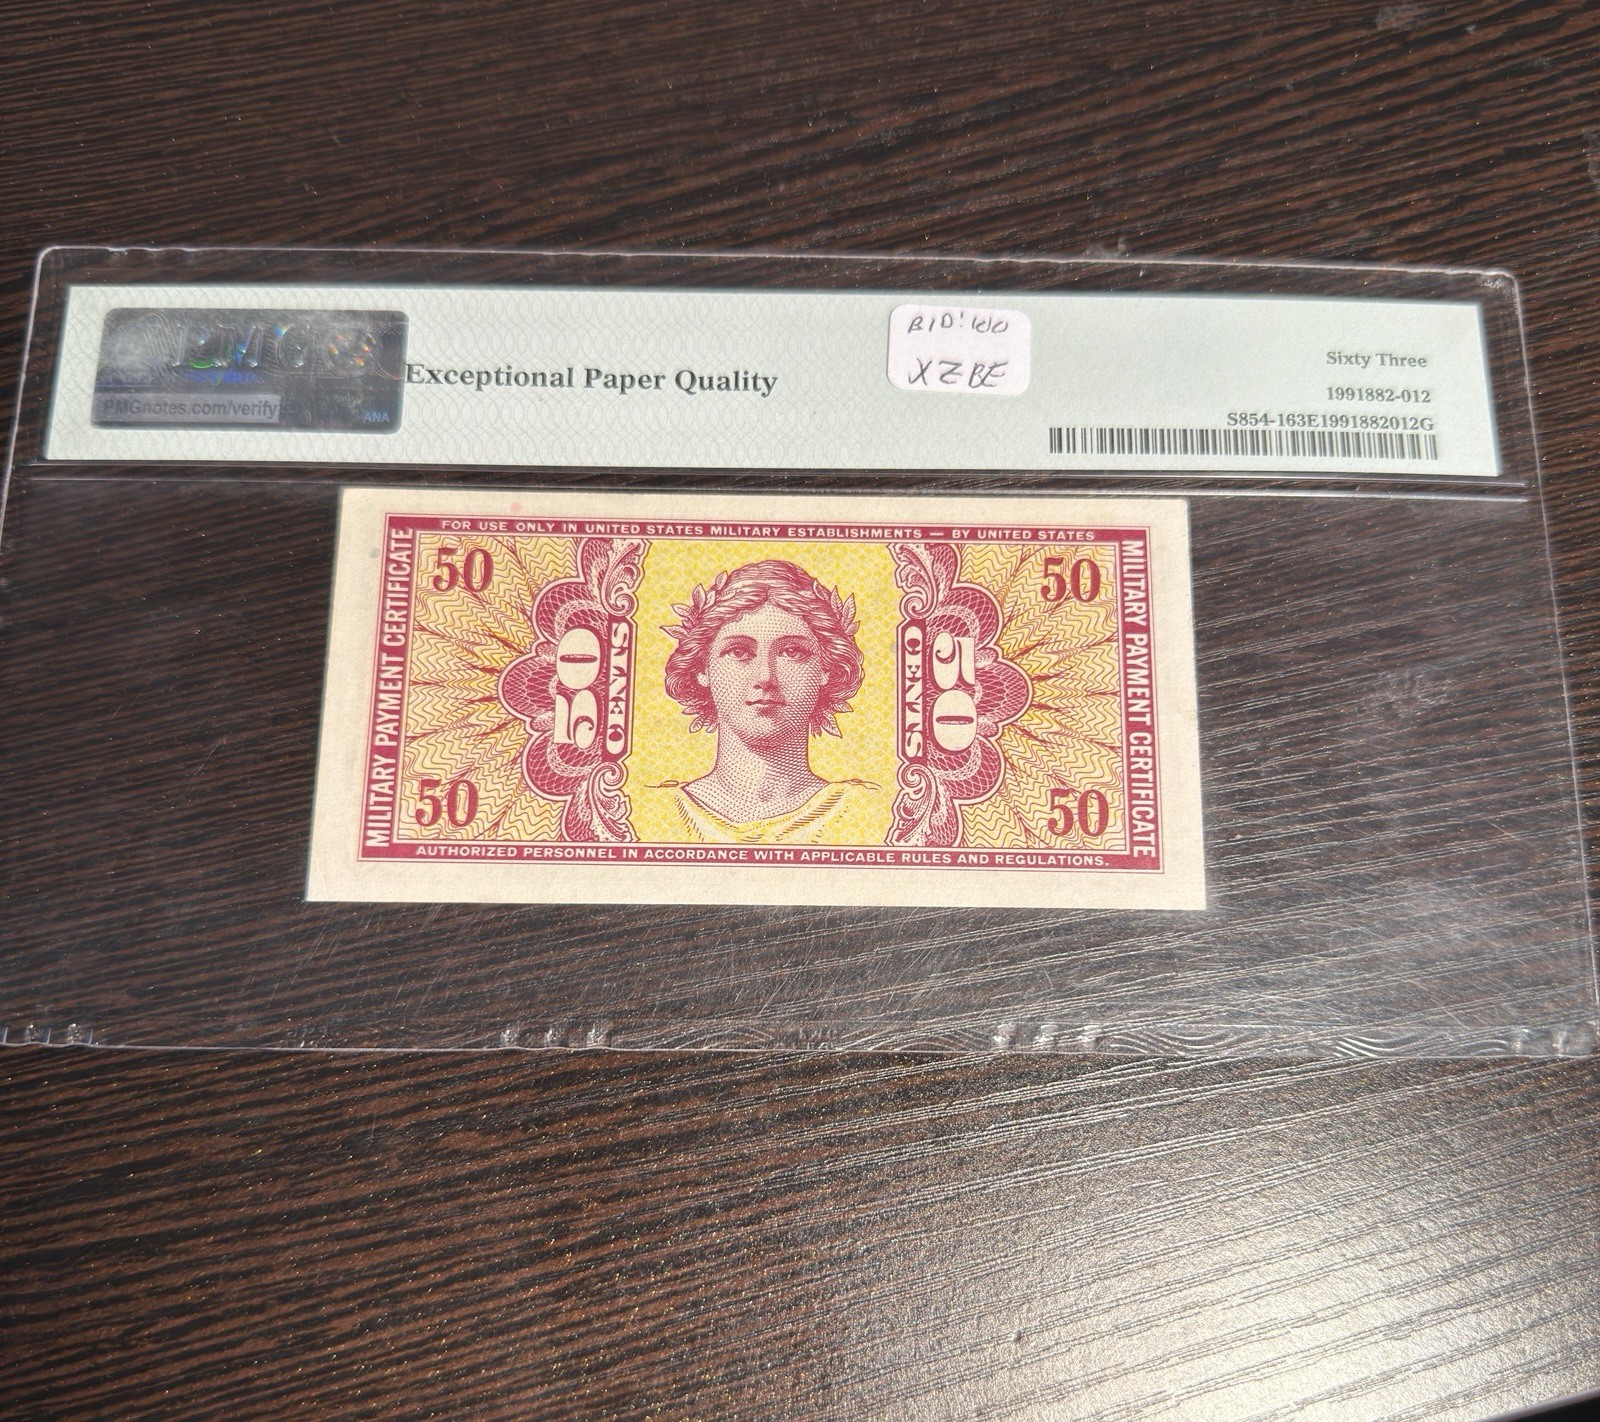 PMG
PMGnotes.com/verify
ANA
Exceptional Paper Quality
BID:
XZBE
Sixty Three
1991882-012
S854-163E1991882012G
FOR USE ONLY IN UNITED STATES MILITARY ESTABLISHMENTS — BY UNITED STATES
MILITARY PAYMENT CERTIFICATE
50
50
50
CENTS
CENTS
50
50
50
MILITARY PAYMENT CERTIFICATE
AUTHORIZED PERSONNEL IN ACCORDANCE WITH APPLICABLE RULES AND REGULATIONS.